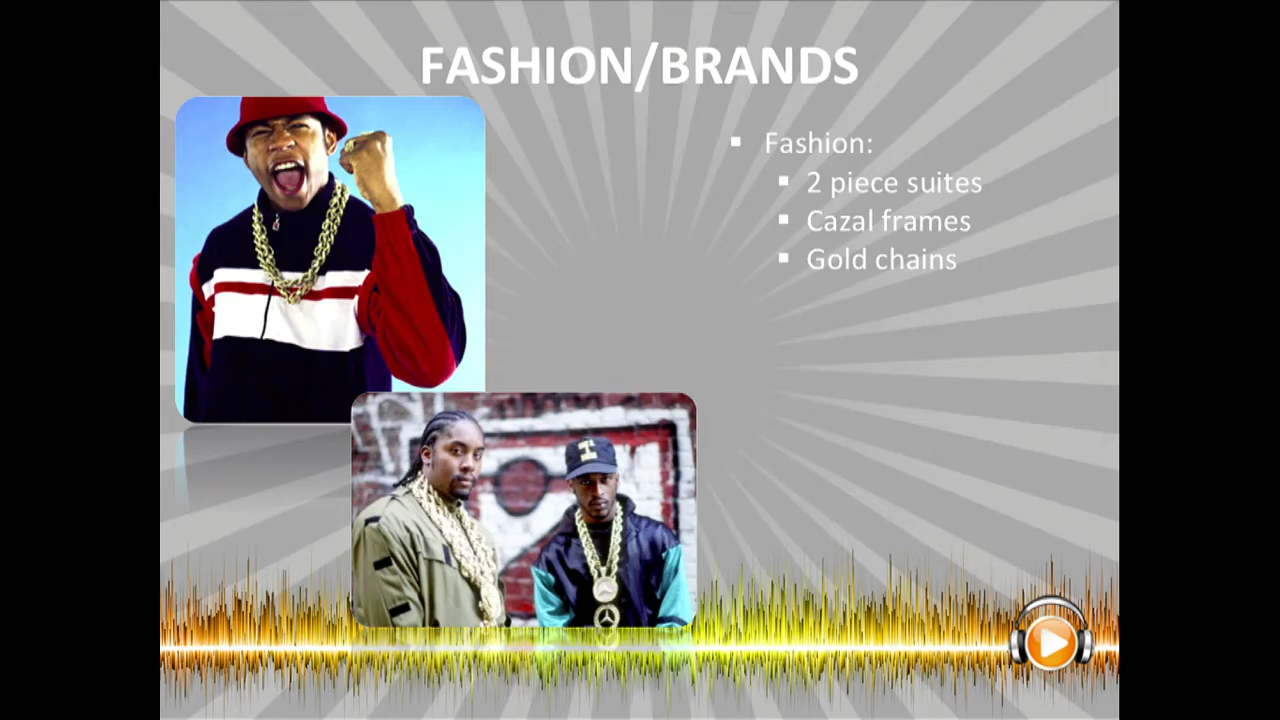 FASHION/BRANDS
Fashion:
2 piece suites
Cazal frames
Gold chains